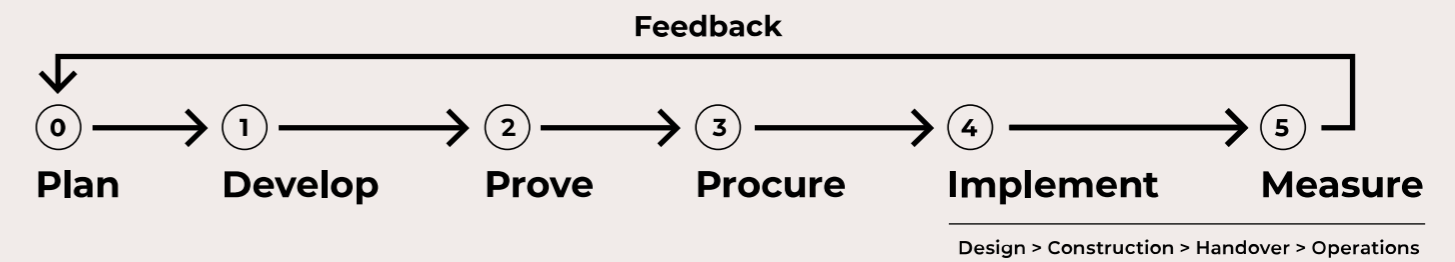 Feedback
0 1 2 3 4 5
Plan Develop Prove Procure Implement Measure
Design > Construction > Handover > Operations